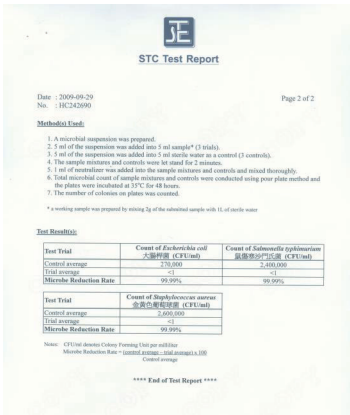 STC Test Report
Date : 2009-09-29
Page 2 of 2
No. : HC242690
Method(s) Used:
1. A microbial suspension was prepared.
2. 5 ml of the suspension was added into 5 ml sample* (3 trials).
3. 5 ml of the suspension was added into 5 ml sterile water as a control (3 controls).
4. The sample mixtures and controls were let stand for 2 minutes.
5. 1 ml of neutralizer was added into the sample mixtures and controls and mixed thoroughly.
6. Total microbial count of sample mixtures and controls were conducted using pour plate method and
the plates were incubated at 35°C for 48 hours.
7. The number of colonies on plates was counted.
* a working sample was prepared by mixing 2g of the submitted sample with 1L of sterile water
Test Result(s):
Test Trial Count of Escherichia coli 大腸桿菌 (CFU/ml) Count of Salmonella typhimurium 鼠傷寒沙門氏菌 (CFU/ml)
Control average 270,000 2,400,000
Trial average <1 <1
Microbe Reduction Rate 99.99% 99.99%
Test Trial Count of Staphylococcus aureus 金黃色葡萄球菌 (CFU/ml)
Control average 2,600,000
Trial average <1
Microbe Reduction Rate 99.99%
Notes: CFU/ml denotes Colony Forming Unit per milliliter
Microbe Reduction Rate = (control average – trial average) x 100
Control average
**** End of Test Report ****